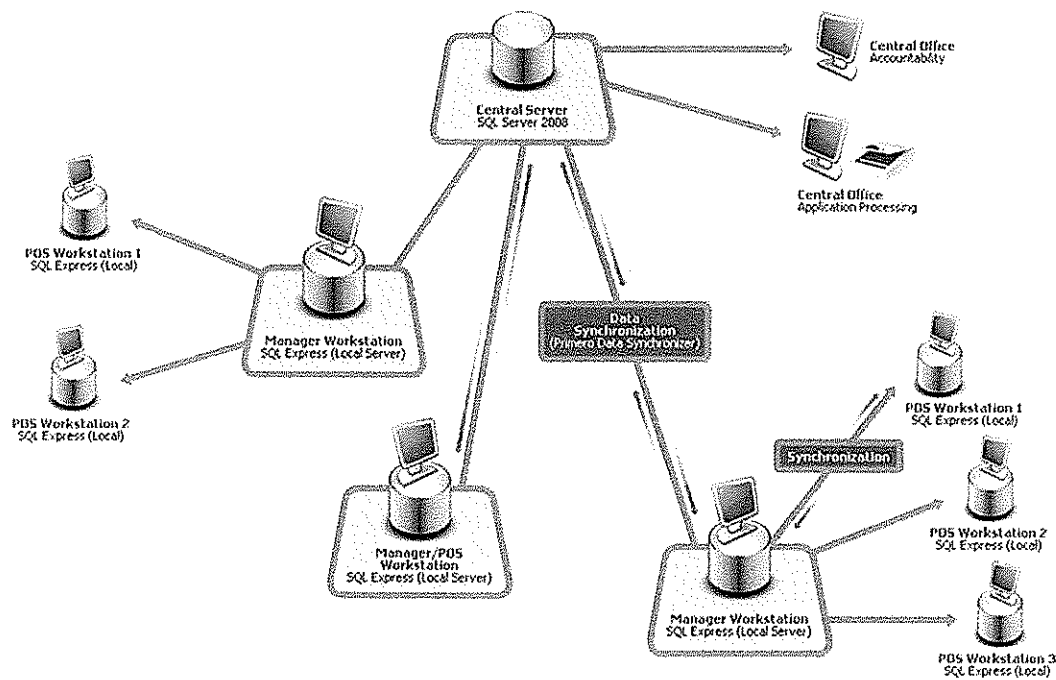 Central Office
Accountability
Central Server
SQL Server 2008
Central Office
Application Processing
POS Workstation 1
SQL Express (Local)
Manager Workstation
SQL Express (Local Server)
POS Workstation 2
SQL Express (Local)
Data
Synchronization
(Primero Data Synchronizer)
POS Workstation 1
SQL Express (Local)
Synchronization
Manager/POS
Workstation
SQL Express (Local Server)
POS Workstation 2
SQL Express (Local)
Manager Workstation
SQL Express (Local Server)
POS Workstation 3
SQL Express (Local)